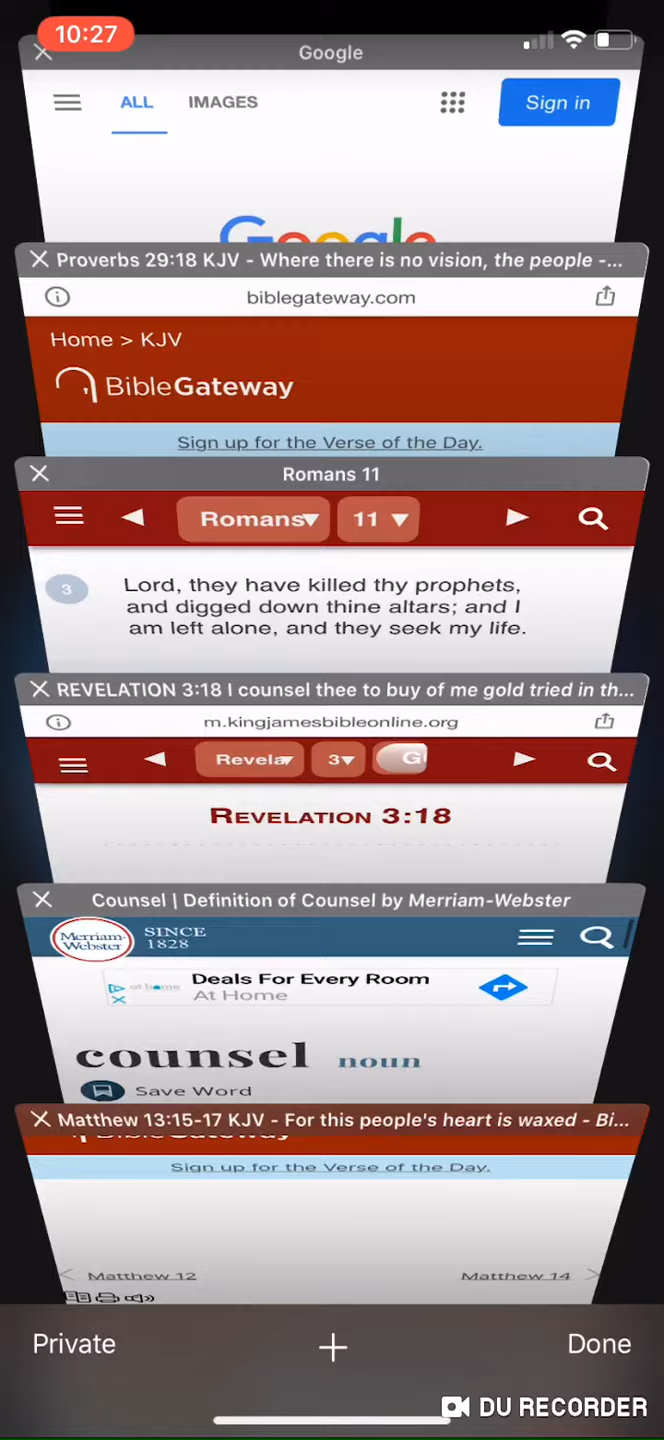 10:27
Google
ALL IMAGES Sign in
Google
Proverbs 29:18 KJV - Where there is no vision, the people -...
biblegateway.com
Home > KJV
BibleGateway
Sign up for the Verse of the Day.
Romans 11
Romans 11
3 Lord, they have killed thy prophets,
and digged down thine altars; and I
am left alone, and they seek my life.
REVELATION 3:18 I counsel thee to buy of me gold tried in th...
m.kingjamesbibleonline.org
Revela 3 G
REVELATION 3:18
Counsel | Definition of Counsel by Merriam-Webster
Merriam-
Webster
SINCE
1828
Deals For Every Room
at home
At Home
counsel noun
Save Word
Matthew 13:15-17 KJV - For this people's heart is waxed - Bi...
BibleGateway
Sign up for the Verse of the Day.
Matthew 12 Matthew 14
Private Done
DU RECORDER